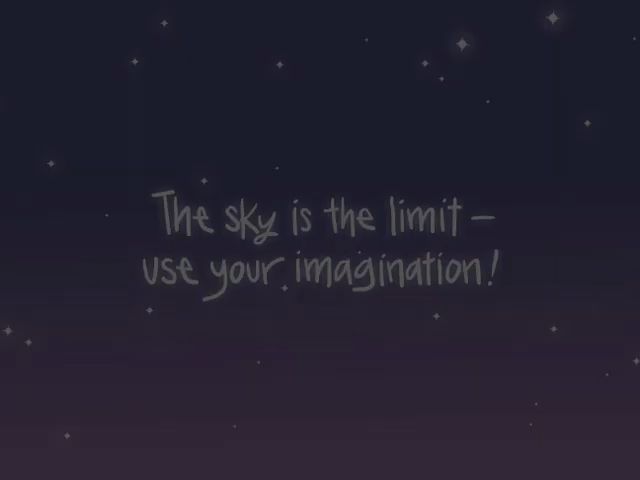 The sky is the limit –
use your imagination!